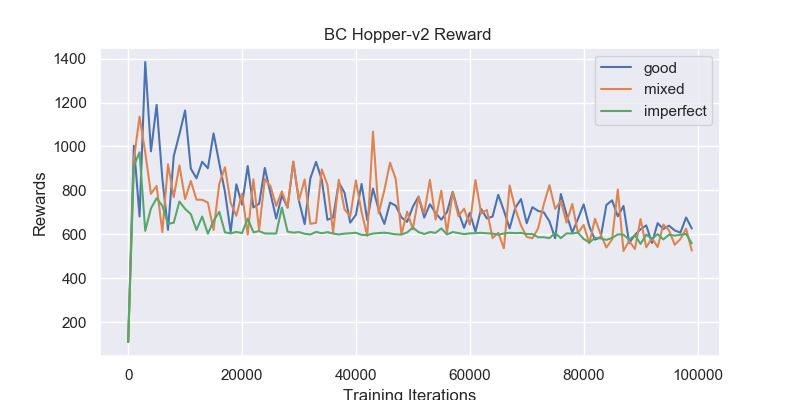 BC Hopper-v2 Reward
1400
1200
1000
800
600
400
200
Rewards
good
mixed
imperfect
0
20000
40000
60000
80000
100000
Training Iterations